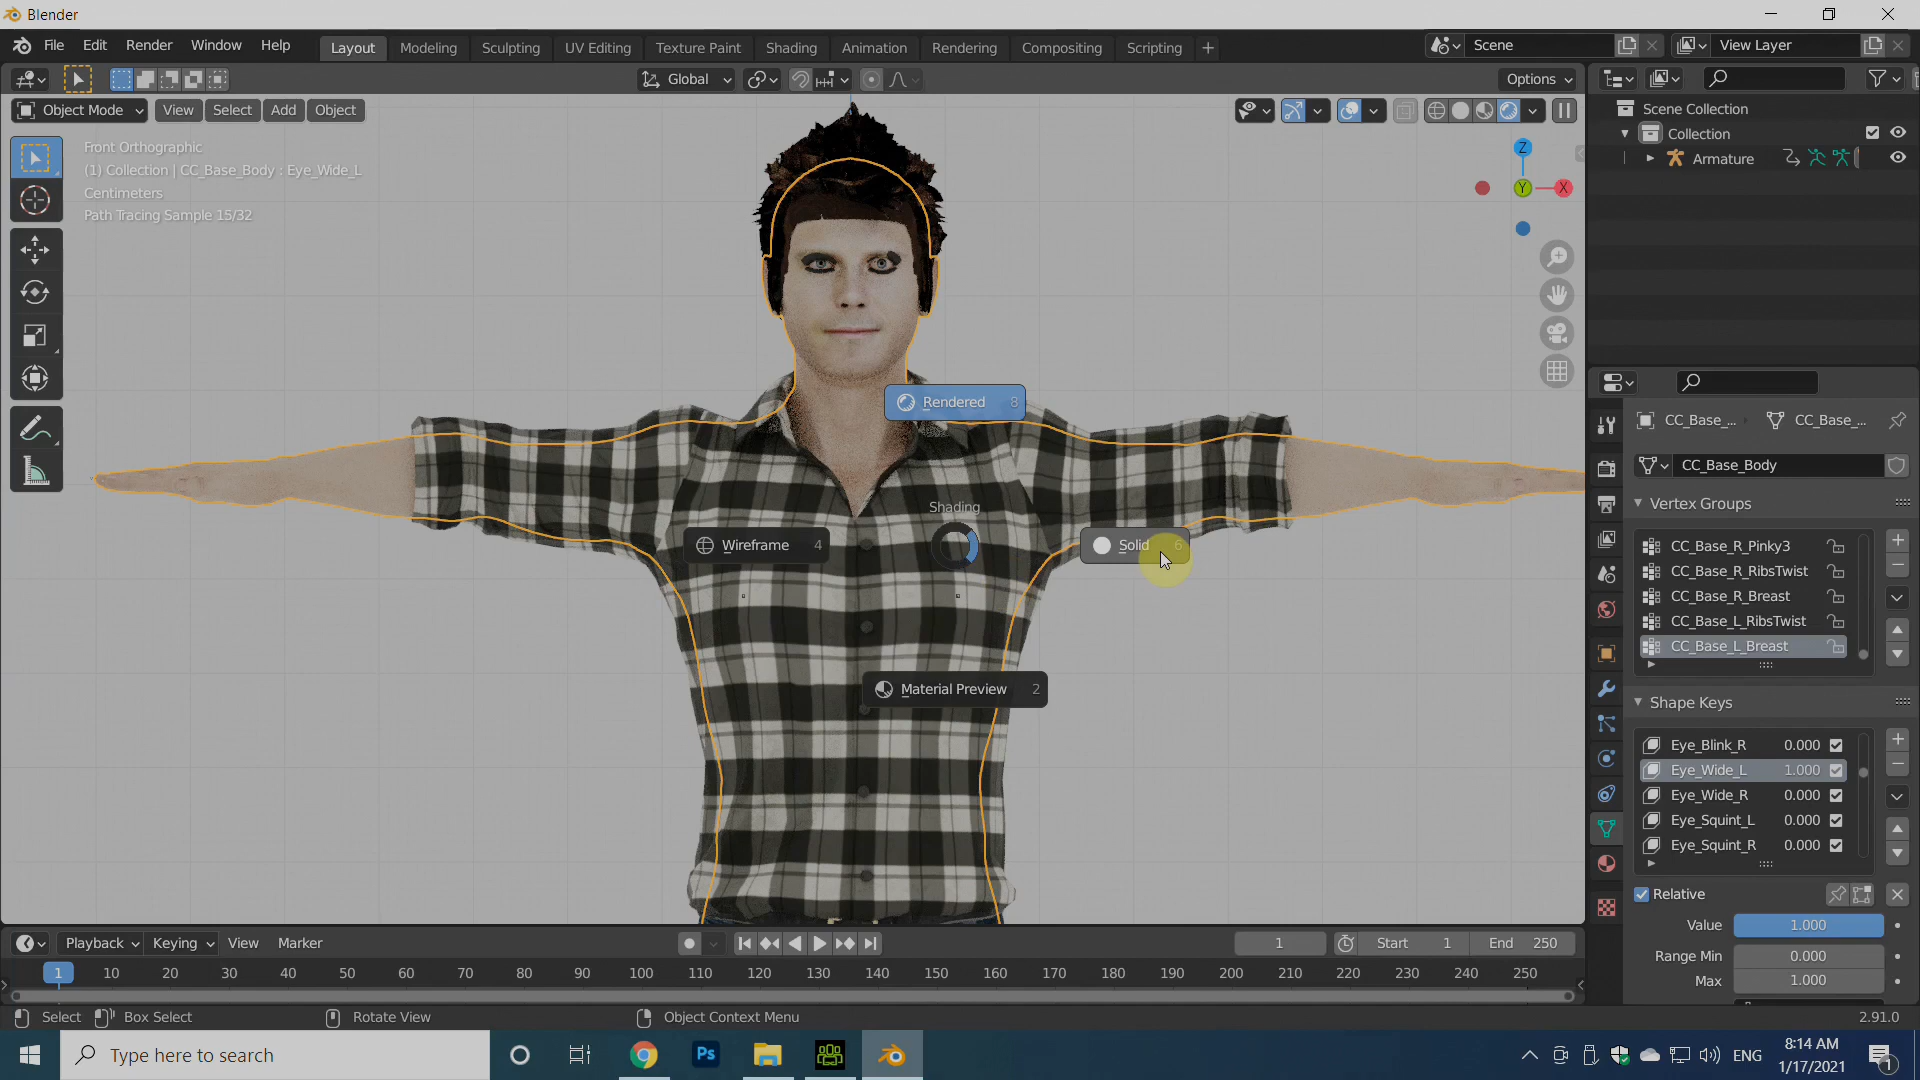 Blender
File Edit Render Window Help Layout Modeling Sculpting UV Editing Texture Paint Shading Animation Rendering Compositing Scripting + Scene View Layer
Global Options
Object Mode View Select Add Object
Scene Collection
Collection
Armature
Front Orthographic
(1) Collection | CC_Base_Body : Eye_Wide_L
Centimeters
Path Tracing Sample 15/32
Z
Y X
Rendered 8
Shading
Wireframe 4
Solid 6
Material Preview 2
CC_Base_... CC_Base_...
CC_Base_Body
Vertex Groups
CC_Base_R_Pinky3
CC_Base_R_RibsTwist
CC_Base_R_Breast
CC_Base_L_RibsTwist
CC_Base_L_Breast
Shape Keys
Eye_Blink_R 0.000
Eye_Wide_L 1.000
Eye_Wide_R 0.000
Eye_Squint_L 0.000
Eye_Squint_R 0.000
Relative
Value 1.000
Range Min 0.000
Max 1.000
Playback Keying View Marker 1 Start 1 End 250
1 10 20 30 40 50 60 70 80 90 100 110 120 130 140 150 160 170 180 190 200 210 220 230 240 250
Select Box Select Rotate View Object Context Menu 2.91.0
Type here to search Ps ENG 8:14 AM
1/17/2021
1